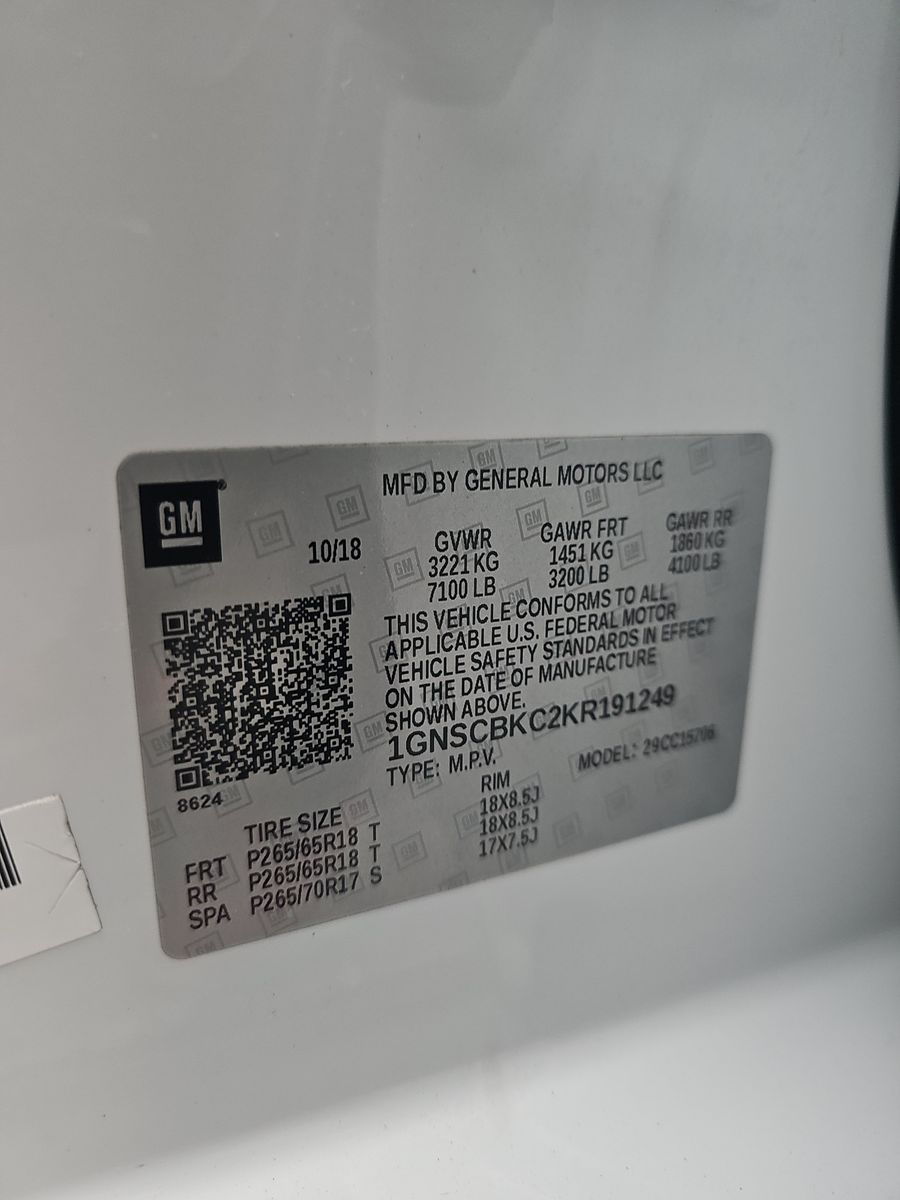 GM
MFD BY GENERAL MOTORS LLC
10/18
GVWR GAWR FRT GAWR RR
3221 KG 1451 KG 1860 KG
7100 LB 3200 LB 4100 LB
THIS VEHICLE CONFORMS TO ALL
APPLICABLE U.S. FEDERAL MOTOR
VEHICLE SAFETY STANDARDS IN EFFECT
ON THE DATE OF MANUFACTURE
SHOWN ABOVE.
1GNSCBKC2KR191249
TYPE: M.P.V. MODEL: 29CC15706
8624
TIRE SIZE RIM
FRT P265/65R18 T 18X8.5J
RR P265/65R18 T 18X8.5J
SPA P265/70R17 S 17X7.5J